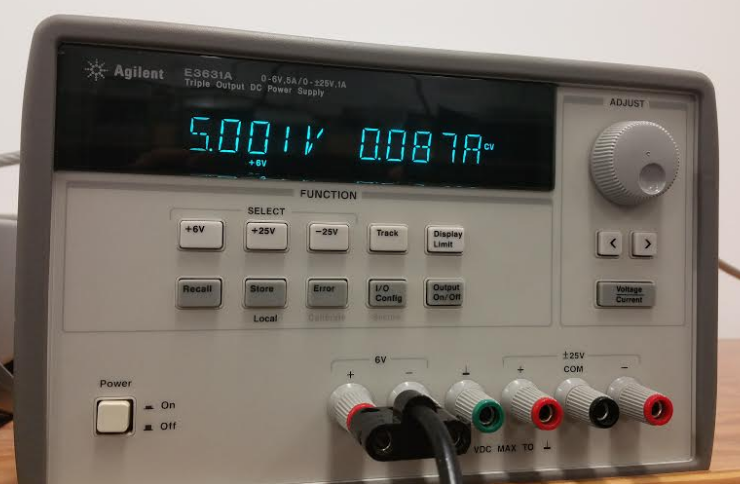 Agilent E3631A 0-6V,5A/0-±25V,1A
Triple Output DC Power Supply
5.001V 0.087A CV
+6V
ADJUST
FUNCTION
SELECT
+6V +25V -25V Track Display Limit
Recall Store Error I/O Config Output On/Off
Local Calibrate
< >
Voltage
Current
Power
On
Off
6V
+ -
±25V
+ COM -
VDC MAX TO